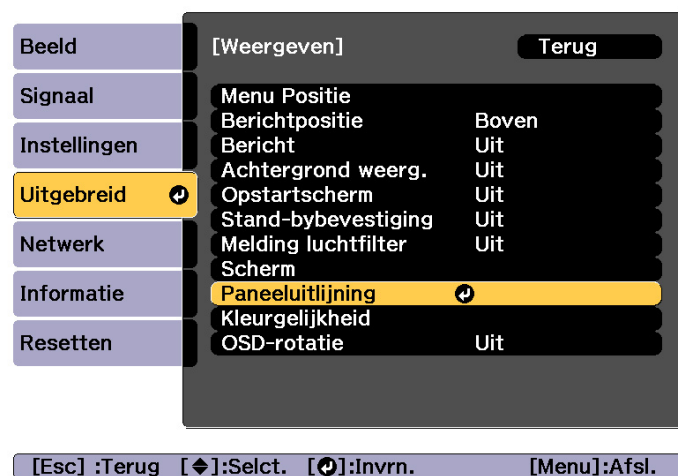 Beeld
Signaal
Instellingen
Uitgebreid
Netwerk
Informatie
Resetten
[Weergeven] Terug
Menu Positie
Berichtpositie Boven
Bericht Uit
Achtergrond weerg. Uit
Opstartscherm Uit
Stand-bybevestiging Uit
Melding luchtfilter Uit
Scherm
Paneeluitlijning
Kleurgelijkheid
OSD-rotatie Uit
[Esc] :Terug [◆]:Selct. [↵]:Invrn. [Menu]:Afsl.